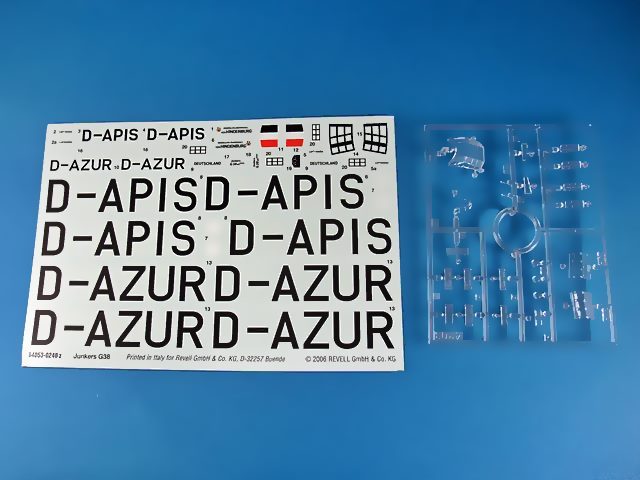 D-APIS D-APIS
HINDENBURG
D-AZUR D-AZUR
DEUTSCHLAND
DEUTSCHLAND
D-APIS D-APIS
D-APIS D-APIS
D-AZUR D-AZUR
D-AZUR D-AZUR
Junkers G38 Printed in Italy for Revell GmbH & Co. KG, D-32257 Buende © 2006 REVELL GmbH & Co. KG